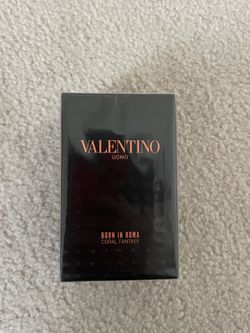 VALENTINO
UOMO
BORN IN ROMA
CORAL FANTASY